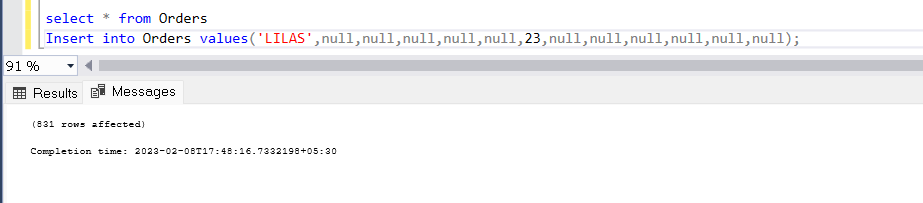 select * from Orders
Insert into Orders values('LILAS',null,null,null,null,null,23,null,null,null,null,null,null);
91 %
Results Messages
(831 rows affected)
Completion time: 2023-02-08T17:48:16.7332198+05:30